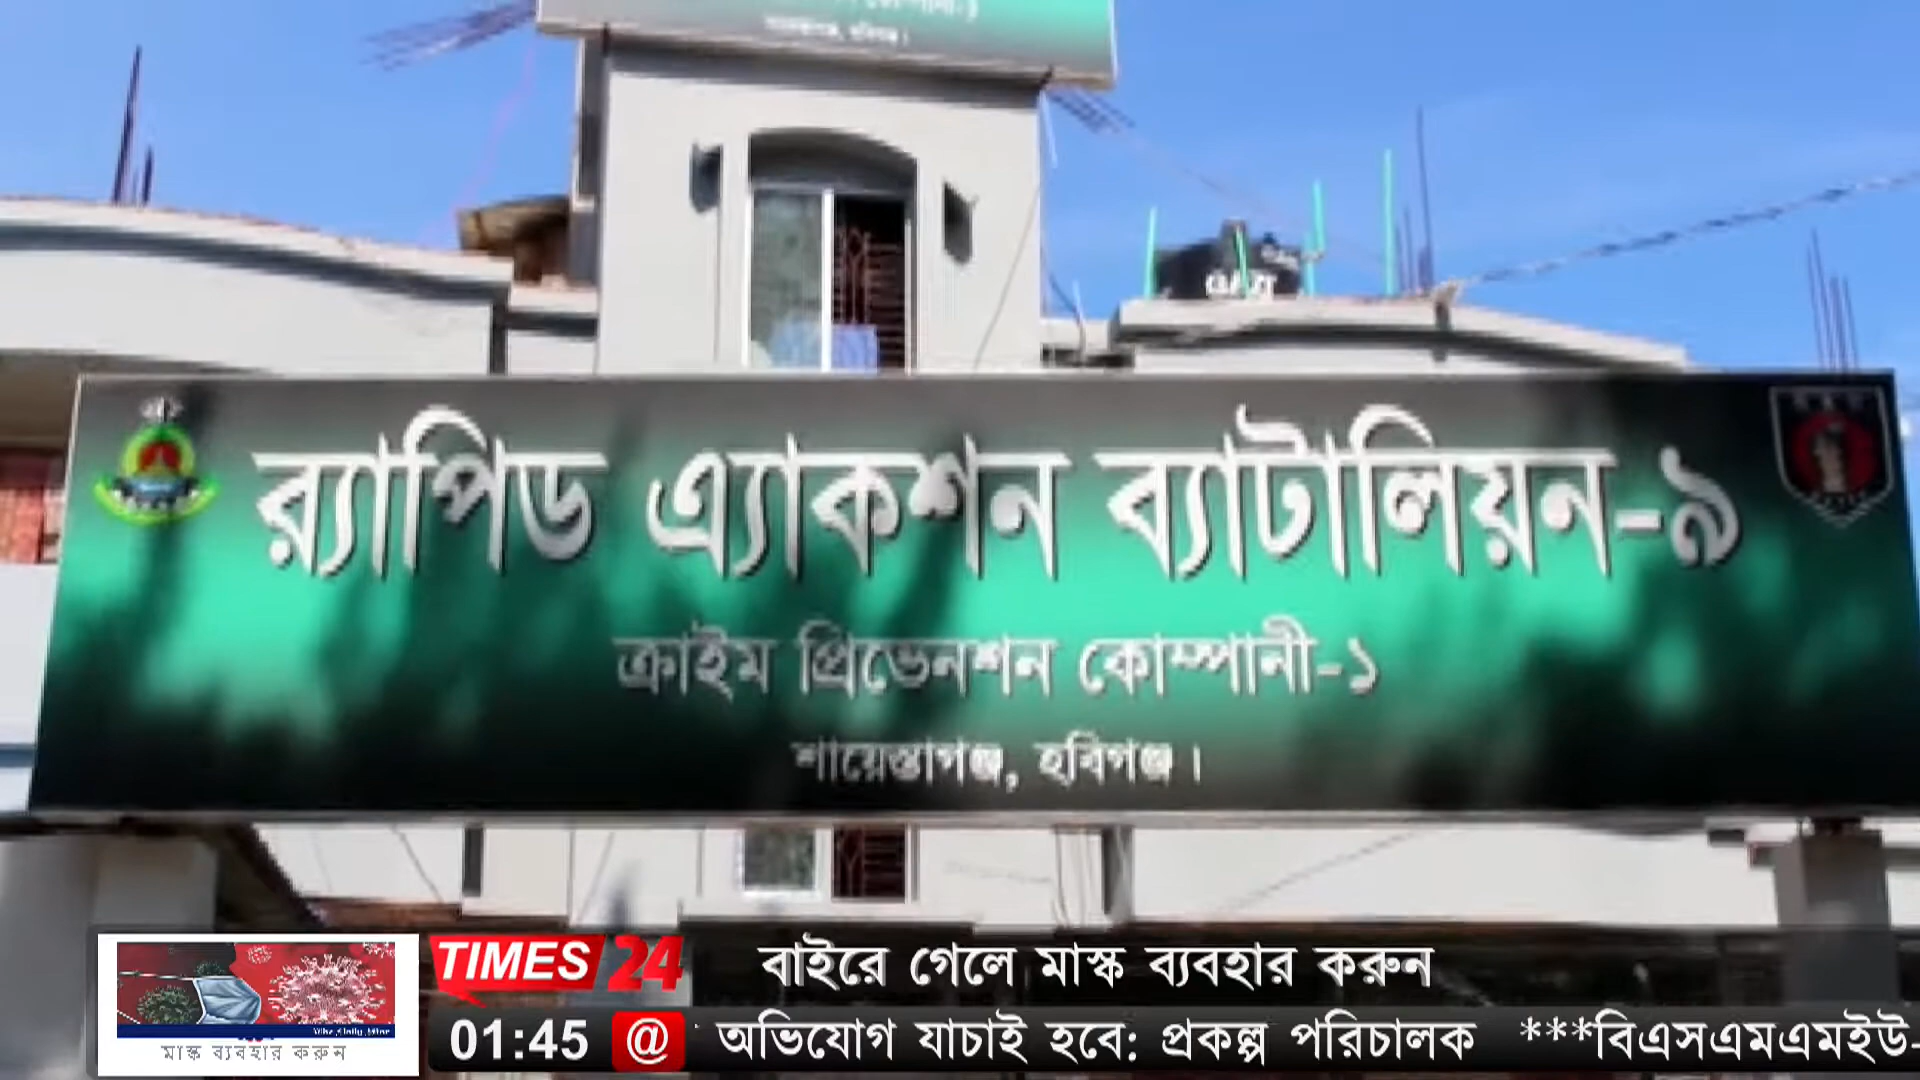 র‍্যাপিড এ্যাকশন ব্যাটালিয়ন-৯
ক্রাইম প্রিভেনশন কোম্পানী-১
শায়েস্তাগঞ্জ, হবিগঞ্জ।
TIMES 24
বাইরে গেলে মাস্ক ব্যবহার করুন
মাস্ক ব্যবহার করুন
01:45 @ অভিযোগ যাচাই হবে: প্রকল্প পরিচালক ***বিএসএমএমইউ-